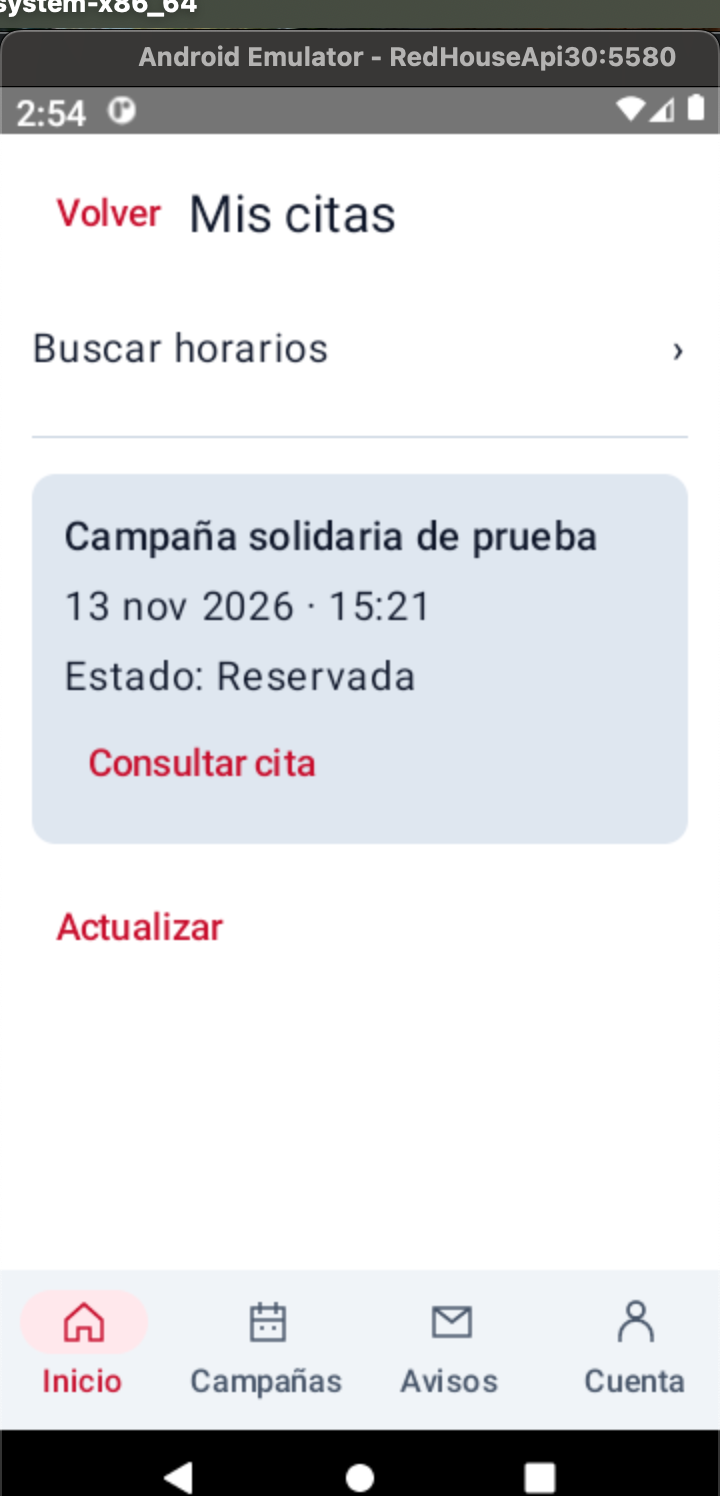 system-x86_64
Android Emulator - RedHouseApi30:5580
2:54
Volver Mis citas
Buscar horarios ›
Campaña solidaria de prueba
13 nov 2026 · 15:21
Estado: Reservada
Consultar cita
Actualizar
Inicio Campañas Avisos Cuenta